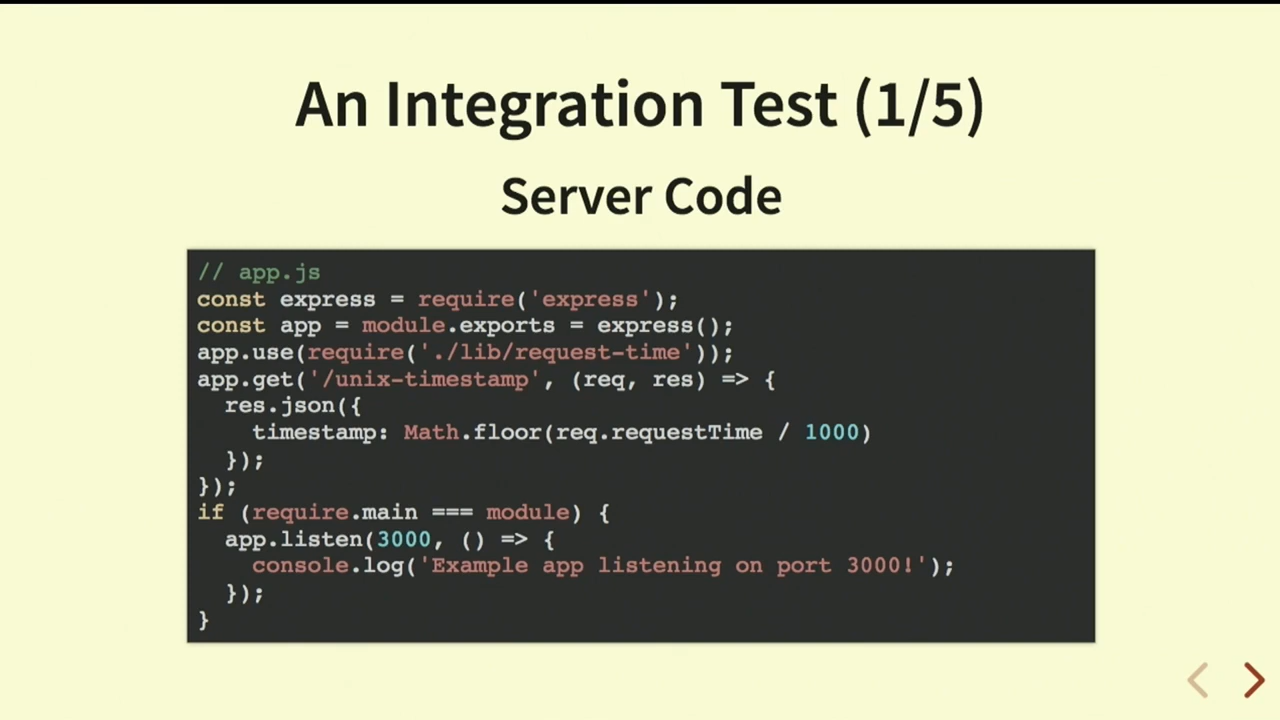 An Integration Test (1/5)
Server Code
// app.js
const express = require('express');
const app = module.exports = express();
app.use(require('./lib/request-time'));
app.get('/unix-timestamp', (req, res) => {
  res.json({
    timestamp: Math.floor(req.requestTime / 1000)
  });
});
if (require.main === module) {
  app.listen(3000, () => {
    console.log('Example app listening on port 3000!');
  });
}